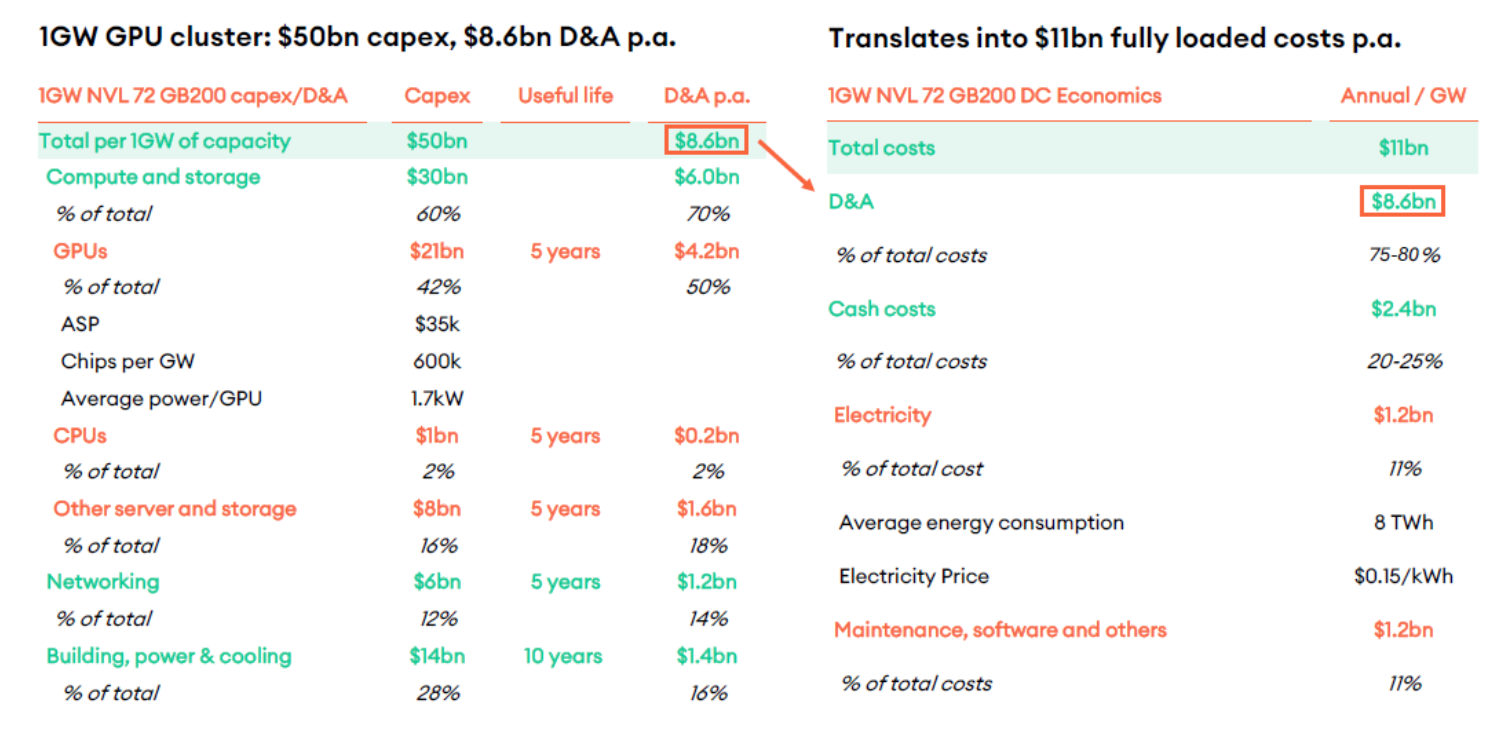 1GW GPU cluster: $50bn capex, $8.6bn D&A p.a.
1GW NVL 72 GB200 capex/D&A Capex Useful life D&A p.a.
Total per 1GW of capacity $50bn $8.6bn
Compute and storage $30bn $6.0bn
% of total 60% 70%
GPUs $21bn 5 years $4.2bn
% of total 42% 50%
ASP $35k
Chips per GW 600k
Average power/GPU 1.7kW
CPUs $1bn 5 years $0.2bn
% of total 2% 2%
Other server and storage $8bn 5 years $1.6bn
% of total 16% 18%
Networking $6bn 5 years $1.2bn
% of total 12% 14%
Building, power & cooling $14bn 10 years $1.4bn
% of total 28% 16%
Translates into $11bn fully loaded costs p.a.
1GW NVL 72 GB200 DC Economics Annual / GW
Total costs $11bn
D&A $8.6bn
% of total costs 75-80%
Cash costs $2.4bn
% of total costs 20-25%
Electricity $1.2bn
% of total cost 11%
Average energy consumption 8 TWh
Electricity Price $0.15/kWh
Maintenance, software and others $1.2bn
% of total costs 11%